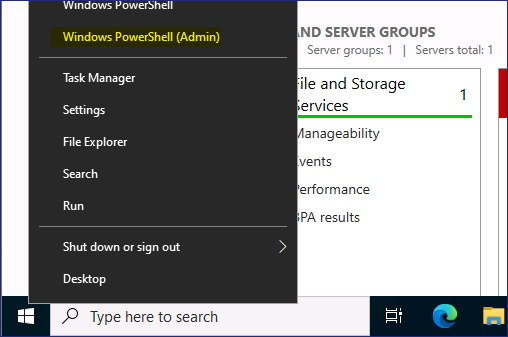 Windows PowerShell
Windows PowerShell (Admin)
Task Manager
Settings
File Explorer
Search
Run
Shut down or sign out
Desktop
AND SERVER GROUPS
Server groups: 1 | Servers total: 1
File and Storage 1
Services
Manageability
Events
Performance
BPA results
Type here to search